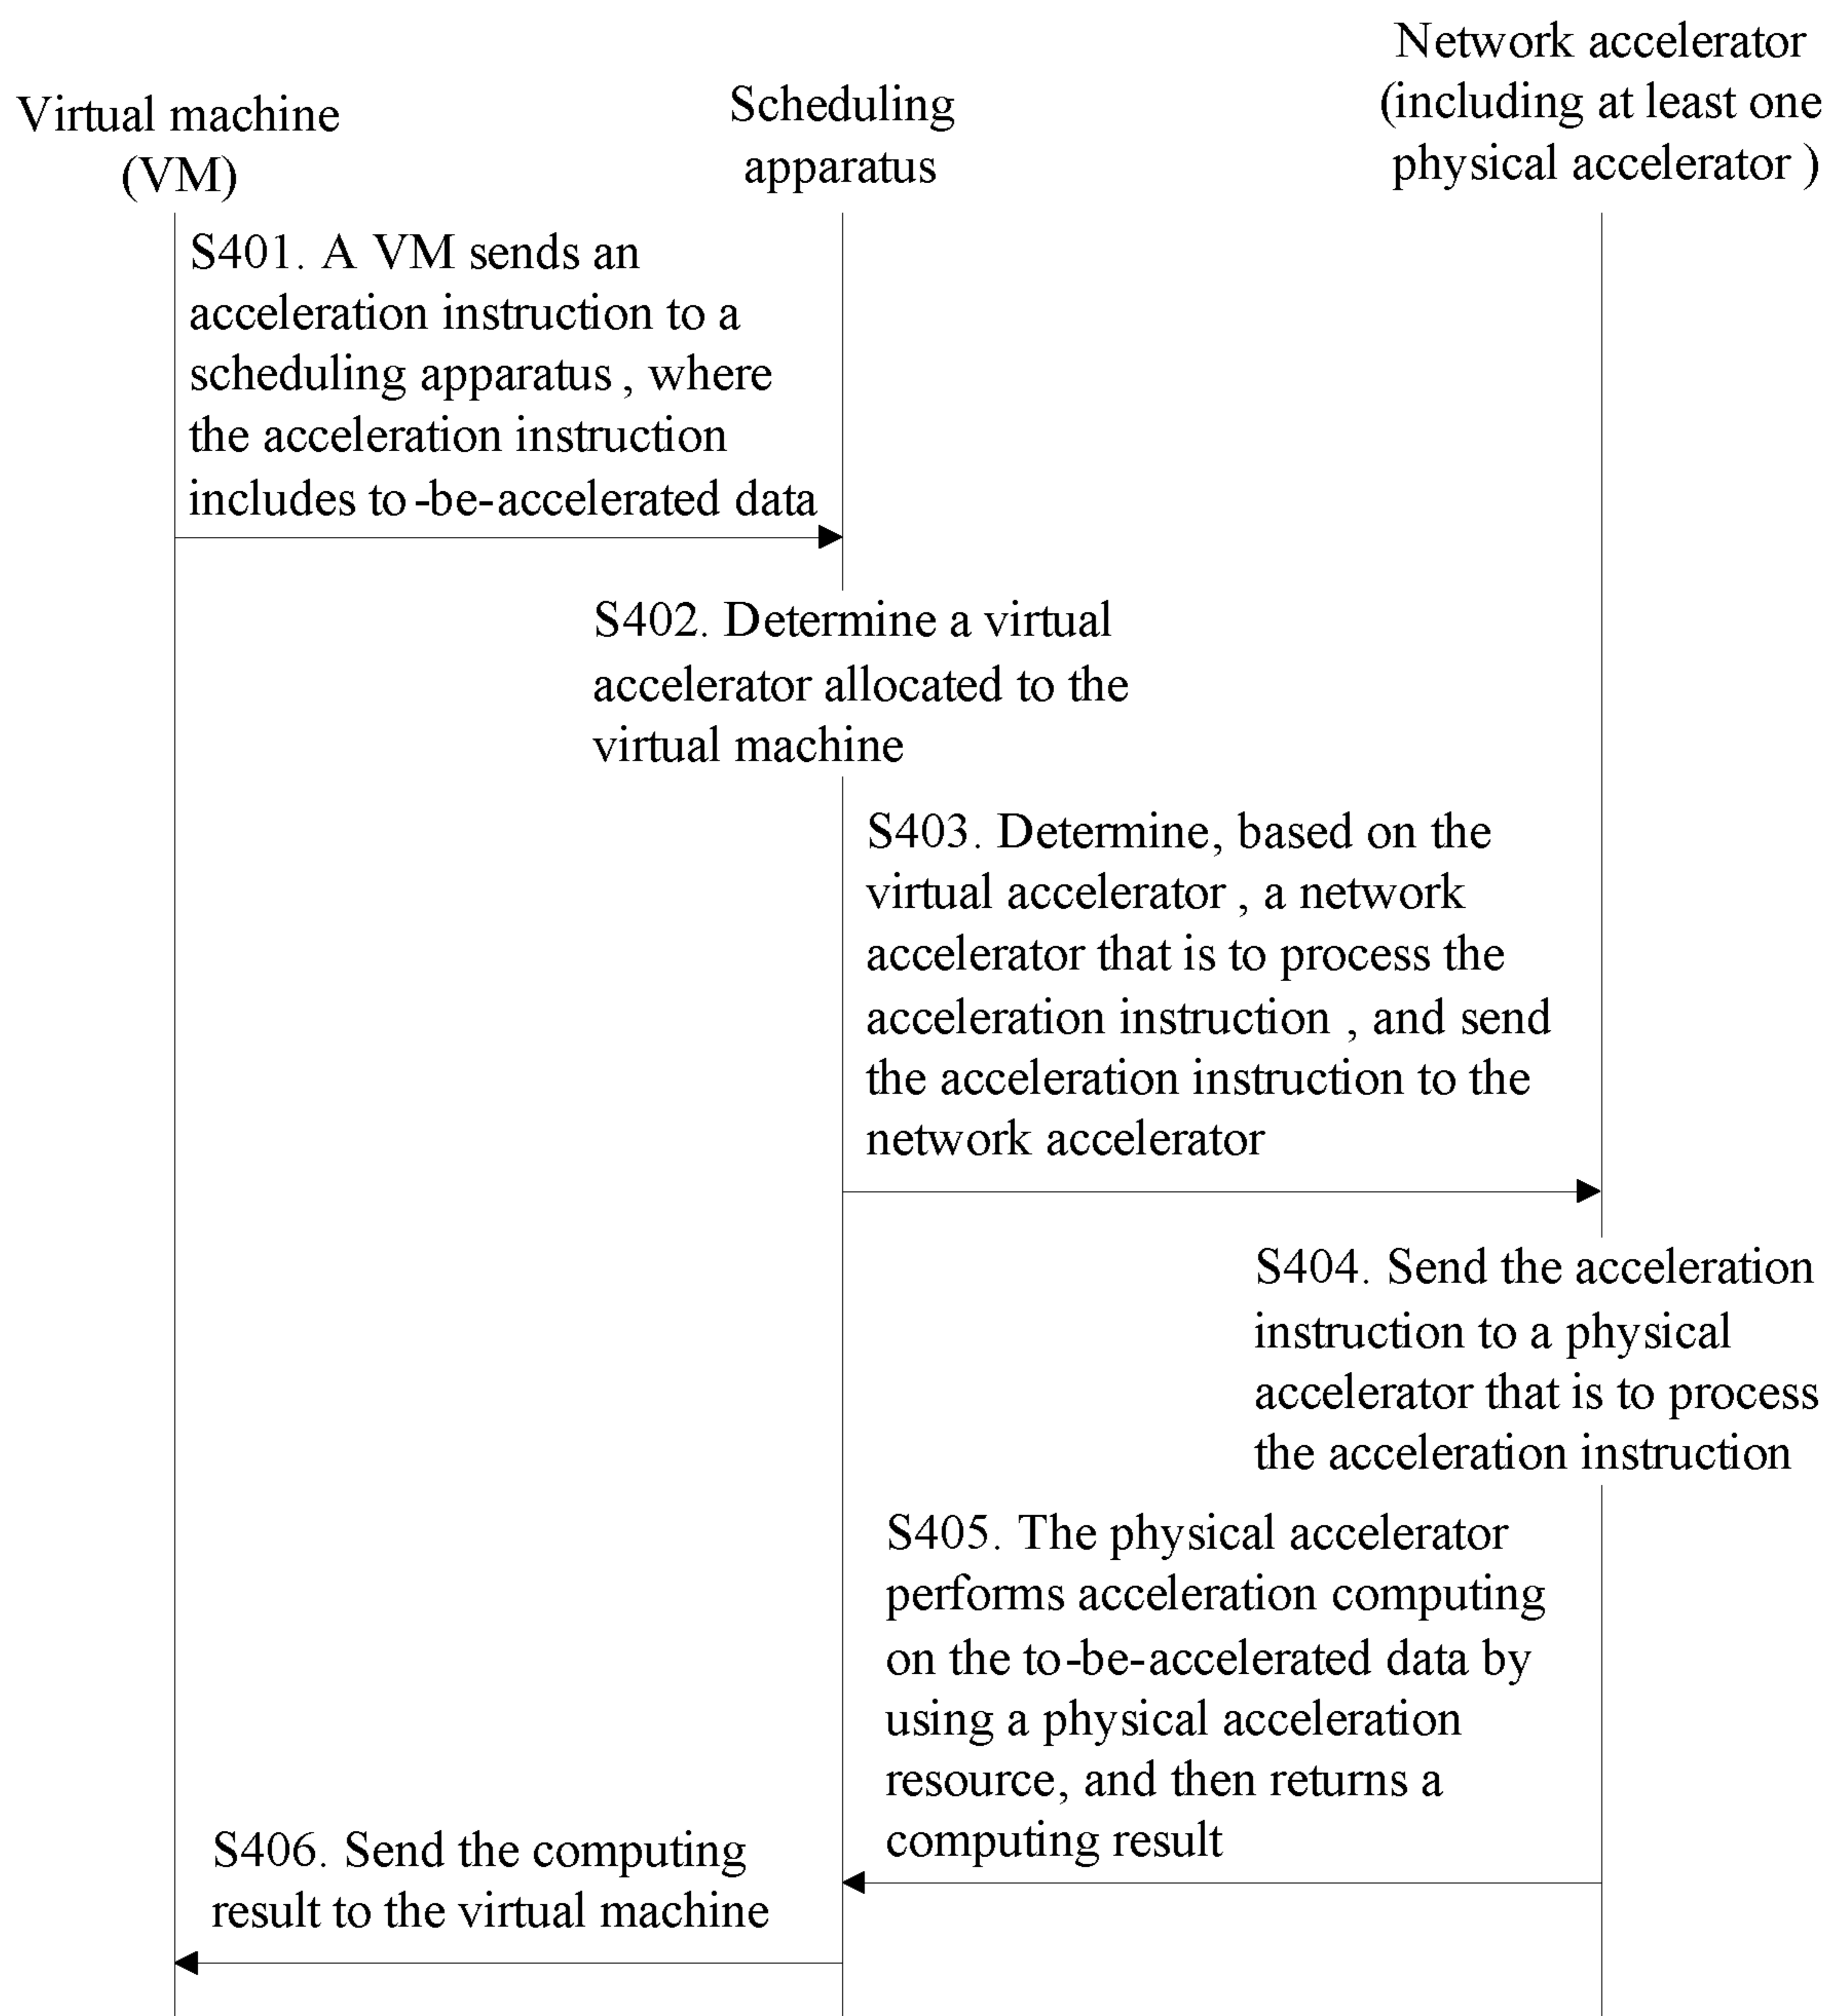 Virtual machine
(VM)
Scheduling
apparatus
Network accelerator
(including at least one
physical accelerator )
S401. A VM sends an
acceleration instruction to a
scheduling apparatus , where
the acceleration instruction
includes to-be-accelerated data
S402. Determine a virtual
accelerator allocated to the
virtual machine
S403. Determine, based on the
virtual accelerator , a network
accelerator that is to process the
acceleration instruction , and send
the acceleration instruction to the
network accelerator
S404. Send the acceleration
instruction to a physical
accelerator that is to process
the acceleration instruction
S405. The physical accelerator
performs acceleration computing
on the to-be-accelerated data by
using a physical acceleration
resource, and then returns a
computing result
S406. Send the computing
result to the virtual machine